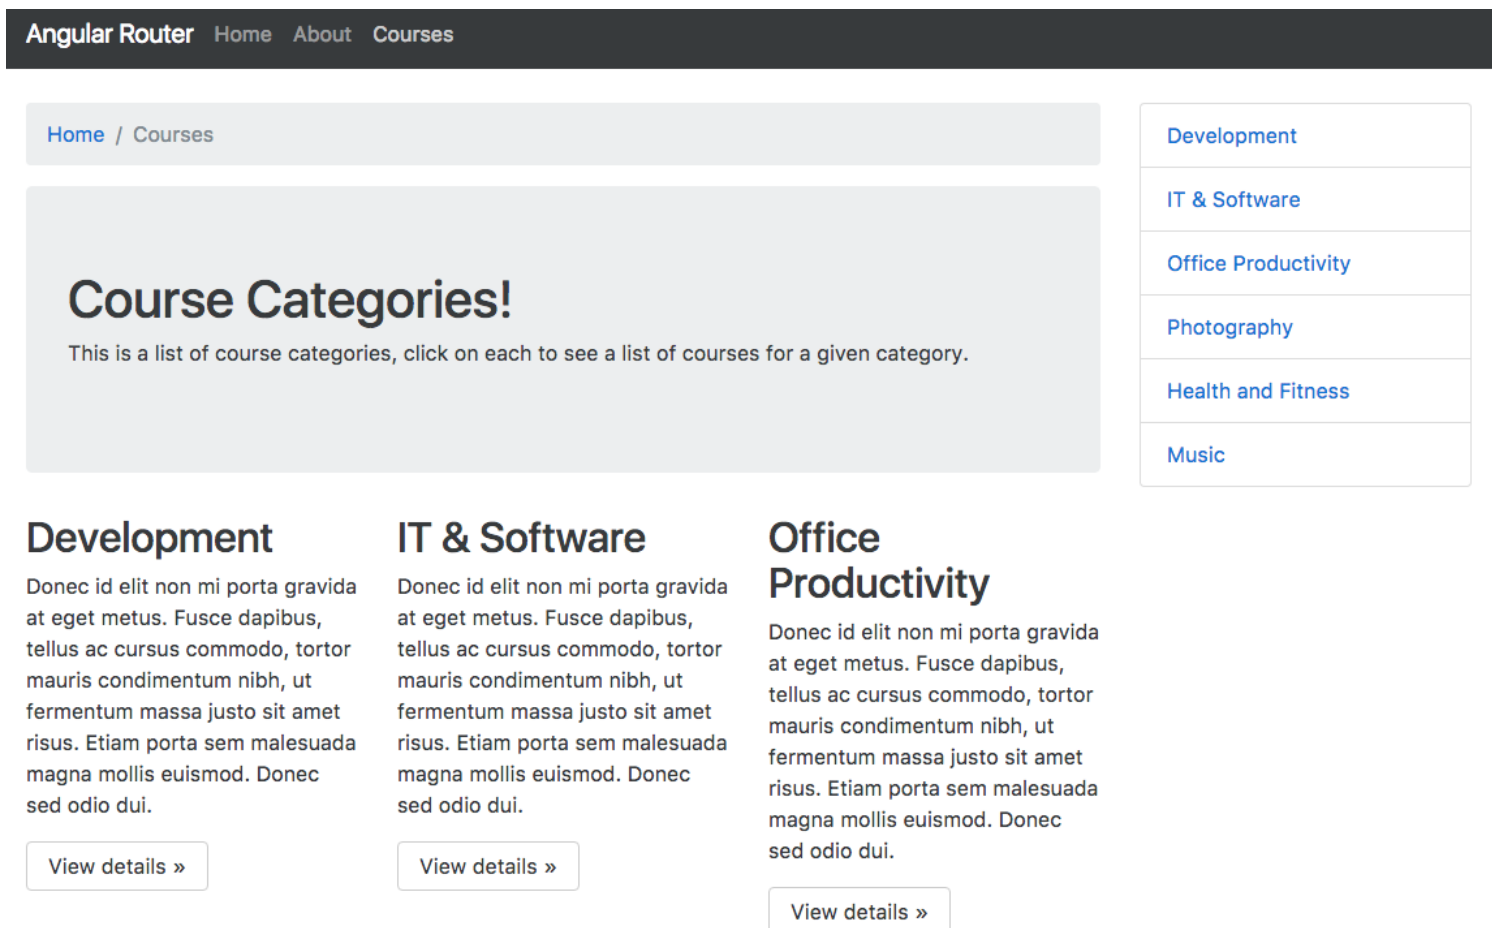 Angular Router Home About Courses
Home / Courses
Course Categories!
This is a list of course categories, click on each to see a list of courses for a given category.
Development
IT & Software
Office Productivity
Photography
Health and Fitness
Music
Development
Donec id elit non mi porta gravida
at eget metus. Fusce dapibus,
tellus ac cursus commodo, tortor
mauris condimentum nibh, ut
fermentum massa justo sit amet
risus. Etiam porta sem malesuada
magna mollis euismod. Donec
sed odio dui.
View details »
IT & Software
Donec id elit non mi porta gravida
at eget metus. Fusce dapibus,
tellus ac cursus commodo, tortor
mauris condimentum nibh, ut
fermentum massa justo sit amet
risus. Etiam porta sem malesuada
magna mollis euismod. Donec
sed odio dui.
View details »
Office
Productivity
Donec id elit non mi porta gravida
at eget metus. Fusce dapibus,
tellus ac cursus commodo, tortor
mauris condimentum nibh, ut
fermentum massa justo sit amet
risus. Etiam porta sem malesuada
magna mollis euismod. Donec
sed odio dui.
View details »